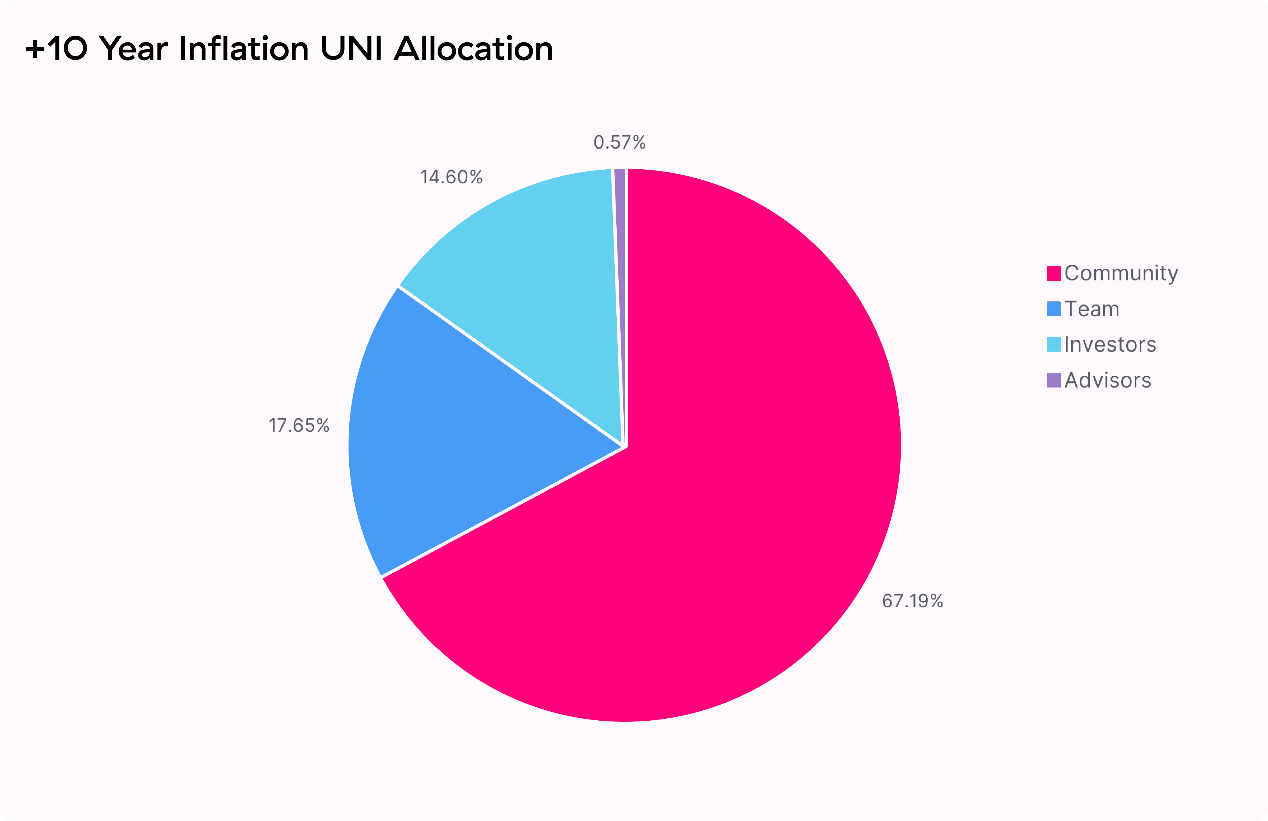 +10 Year Inflation UNI Allocation
0.57%
14.60%
Community
Team
Investors
Advisors
17.65%
67.19%